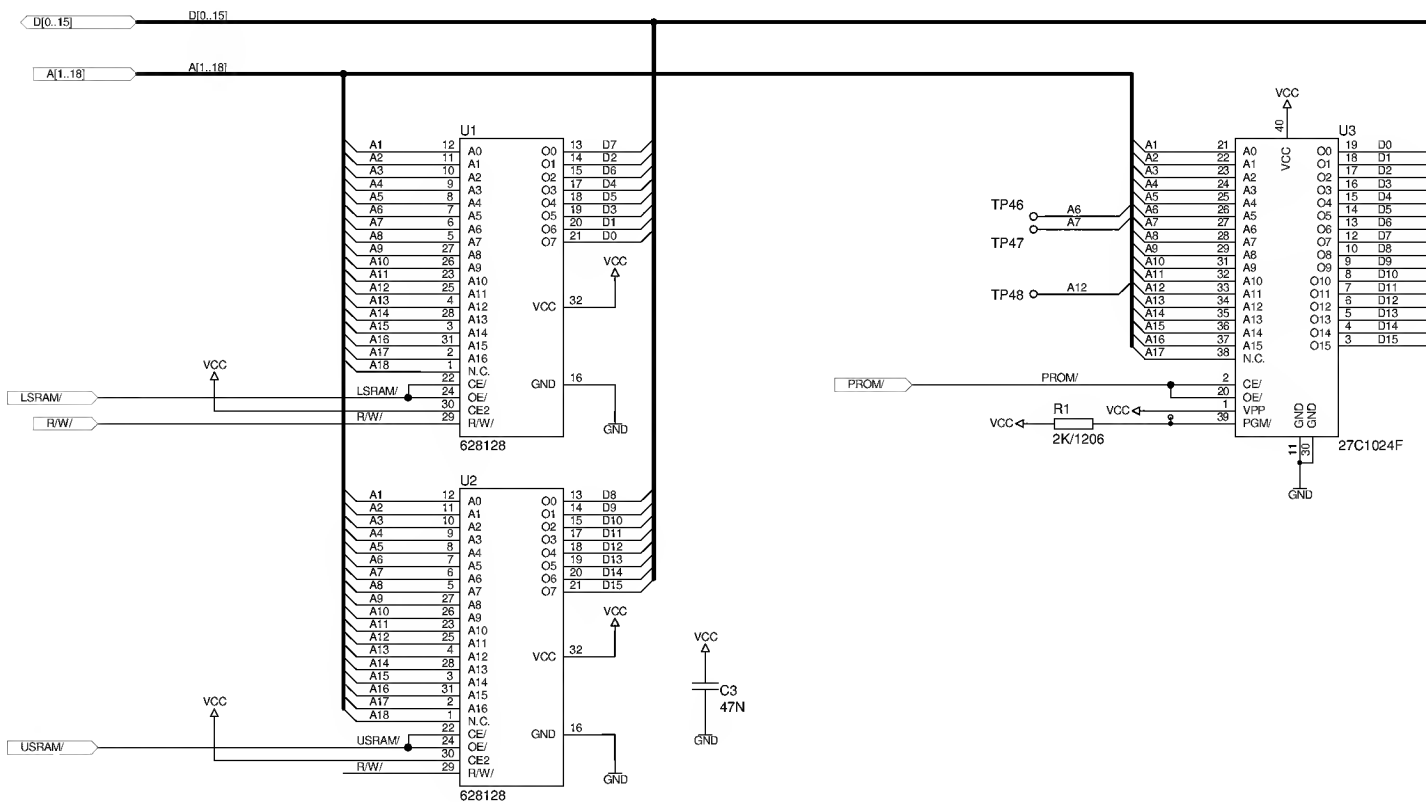 D[0..15] D[0..15]
A[1..18] A[1..18]
U1
A1 12 A0 O0 13 D7
A2 11 A1 O1 14 D2
A3 10 A2 O2 15 D6
A4 9 A3 O3 17 D4
A5 8 A4 O4 18 D5
A6 7 A5 O5 19 D3
A7 6 A6 O6 20 D1
A8 5 A7 O7 21 D0
A9 27 A8
A10 26 A9
A11 23 A10
A12 25 A11
A13 4 A12 VCC 32 VCC
A14 28 A13
A15 3 A14
A16 31 A15
A17 2 A16
A18 1 N.C.
VCC
22 CE/ GND 16 GND
LSRAM/ LSRAM/ 24 OE/
30 CE2
R/W/ R/W/ 29 R/W/
628128
U2
A1 12 A0 O0 13 D8
A2 11 A1 O1 14 D9
A3 10 A2 O2 15 D10
A4 9 A3 O3 17 D11
A5 8 A4 O4 18 D12
A6 7 A5 O5 19 D13
A7 6 A6 O6 20 D14
A8 5 A7 O7 21 D15
A9 27 A8
A10 26 A9
A11 23 A10
A12 25 A11
A13 4 A12 VCC 32 VCC
A14 28 A13
A15 3 A14
A16 31 A15
A17 2 A16
A18 1 N.C.
VCC
22 CE/ GND 16 GND
USRAM/ USRAM/ 24 OE/
30 CE2
R/W/ 29 R/W/
628128
VCC
C3
47N
GND
TP46 A6
TP47 A7
TP48 A12
VCC
40
VCC
U3
A1 21 A0 O0 19 D0
A2 22 A1 O1 18 D1
A3 23 A2 O2 17 D2
A4 24 A3 O3 16 D3
A5 25 A4 O4 15 D4
A6 26 A5 O5 14 D5
A7 27 A6 O6 13 D6
A8 28 A7 O7 12 D7
A9 29 A8 O8 10 D8
A10 31 A9 O9 9 D9
A11 32 A10 O10 8 D10
A12 33 A11 O11 7 D11
A13 34 A12 O12 6 D12
A14 35 A13 O13 5 D13
A15 36 A14 O14 4 D14
A16 37 A15 O15 3 D15
A17 38 N.C.
PROM/ PROM/ 2 CE/
20 OE/
VCC 1 VPP
VCC R1 39 PGM/
2K/1206
GND GND
11 30
GND
27C1024F